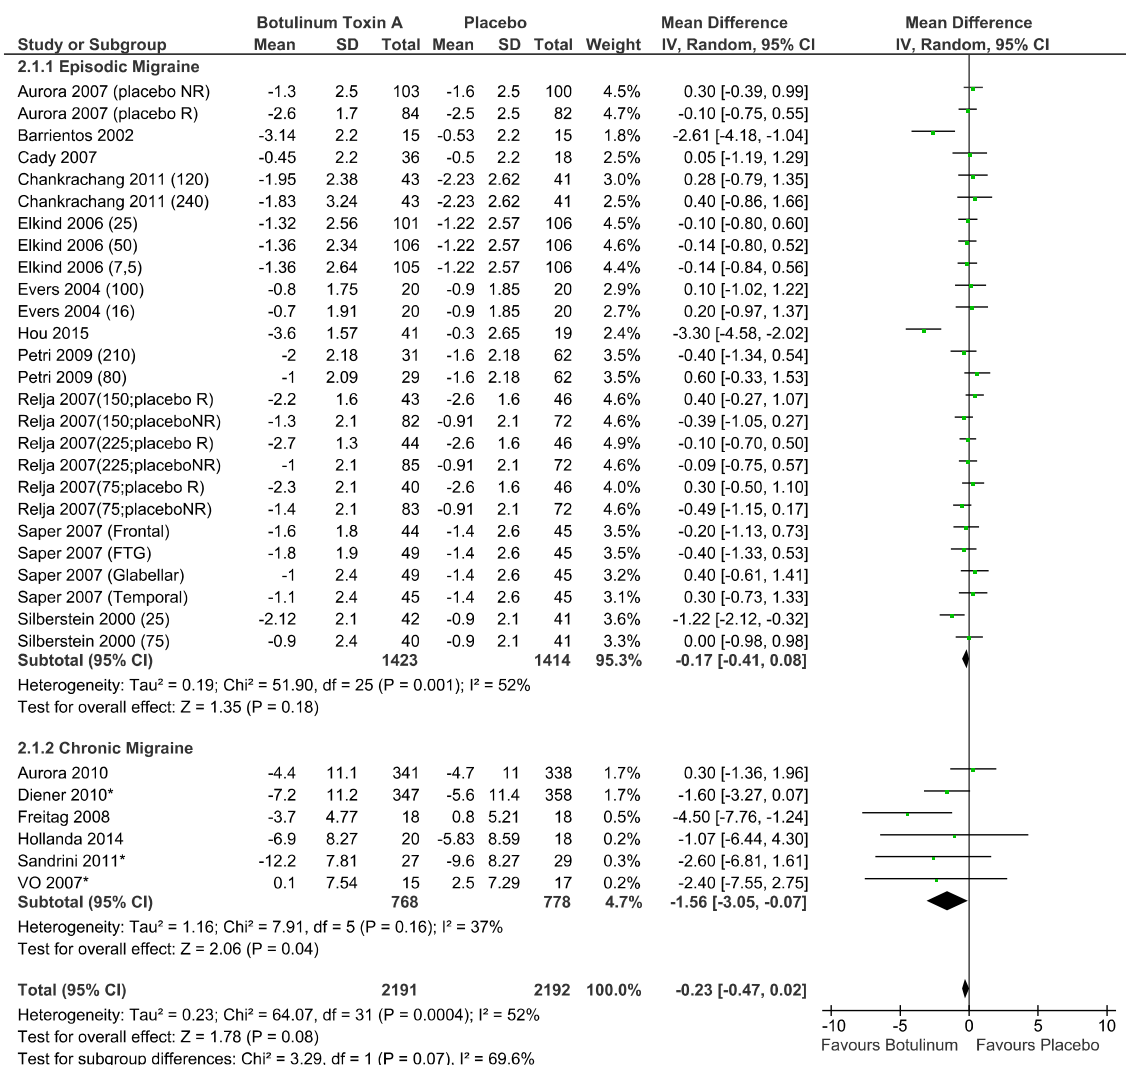 Botulinum Toxin A Placebo Mean Difference Mean Difference
Study or Subgroup Mean SD Total Mean SD Total Weight IV, Random, 95% CI IV, Random, 95% CI
2.1.1 Episodic Migraine
Aurora 2007 (placebo NR) -1.3 2.5 103 -1.6 2.5 100 4.5% 0.30 [-0.39, 0.99]
Aurora 2007 (placebo R) -2.6 1.7 84 -2.5 2.5 82 4.7% -0.10 [-0.75, 0.55]
Barrientos 2002 -3.14 2.2 15 -0.53 2.2 15 1.8% -2.61 [-4.18, -1.04]
Cady 2007 -0.45 2.2 36 -0.5 2.2 18 2.5% 0.05 [-1.19, 1.29]
Chankrachang 2011 (120) -1.95 2.38 43 -2.23 2.62 41 3.0% 0.28 [-0.79, 1.35]
Chankrachang 2011 (240) -1.83 3.24 43 -2.23 2.62 41 2.5% 0.40 [-0.86, 1.66]
Elkind 2006 (25) -1.32 2.56 101 -1.22 2.57 106 4.5% -0.10 [-0.80, 0.60]
Elkind 2006 (50) -1.36 2.34 106 -1.22 2.57 106 4.6% -0.14 [-0.80, 0.52]
Elkind 2006 (7,5) -1.36 2.64 105 -1.22 2.57 106 4.4% -0.14 [-0.84, 0.56]
Evers 2004 (100) -0.8 1.75 20 -0.9 1.85 20 2.9% 0.10 [-1.02, 1.22]
Evers 2004 (16) -0.7 1.91 20 -0.9 1.85 20 2.7% 0.20 [-0.97, 1.37]
Hou 2015 -3.6 1.57 41 -0.3 2.65 19 2.4% -3.30 [-4.58, -2.02]
Petri 2009 (210) -2 2.18 31 -1.6 2.18 62 3.5% -0.40 [-1.34, 0.54]
Petri 2009 (80) -1 2.09 29 -1.6 2.18 62 3.5% 0.60 [-0.33, 1.53]
Relja 2007(150;placebo R) -2.2 1.6 43 -2.6 1.6 46 4.6% 0.40 [-0.27, 1.07]
Relja 2007(150;placeboNR) -1.3 2.1 82 -0.91 2.1 72 4.6% -0.39 [-1.05, 0.27]
Relja 2007(225;placebo R) -2.7 1.3 44 -2.6 1.6 46 4.9% -0.10 [-0.70, 0.50]
Relja 2007(225;placeboNR) -1 2.1 85 -0.91 2.1 72 4.6% -0.09 [-0.75, 0.57]
Relja 2007(75;placebo R) -2.3 2.1 40 -2.6 1.6 46 4.0% 0.30 [-0.50, 1.10]
Relja 2007(75;placeboNR) -1.4 2.1 83 -0.91 2.1 72 4.6% -0.49 [-1.15, 0.17]
Saper 2007 (Frontal) -1.6 1.8 44 -1.4 2.6 45 3.5% -0.20 [-1.13, 0.73]
Saper 2007 (FTG) -1.8 1.9 49 -1.4 2.6 45 3.5% -0.40 [-1.33, 0.53]
Saper 2007 (Glabellar) -1 2.4 49 -1.4 2.6 45 3.2% 0.40 [-0.61, 1.41]
Saper 2007 (Temporal) -1.1 2.4 45 -1.4 2.6 45 3.1% 0.30 [-0.73, 1.33]
Silberstein 2000 (25) -2.12 2.1 42 -0.9 2.1 41 3.6% -1.22 [-2.12, -0.32]
Silberstein 2000 (75) -0.9 2.4 40 -0.9 2.1 41 3.3% 0.00 [-0.98, 0.98]
Subtotal (95% CI) 1423 1414 95.3% -0.17 [-0.41, 0.08]
Heterogeneity: Tau² = 0.19; Chi² = 51.90, df = 25 (P = 0.001); I² = 52%
Test for overall effect: Z = 1.35 (P = 0.18)
2.1.2 Chronic Migraine
Aurora 2010 -4.4 11.1 341 -4.7 11 338 1.7% 0.30 [-1.36, 1.96]
Diener 2010* -7.2 11.2 347 -5.6 11.4 358 1.7% -1.60 [-3.27, 0.07]
Freitag 2008 -3.7 4.77 18 0.8 5.21 18 0.5% -4.50 [-7.76, -1.24]
Hollanda 2014 -6.9 8.27 20 -5.83 8.59 18 0.2% -1.07 [-6.44, 4.30]
Sandrini 2011* -12.2 7.81 27 -9.6 8.27 29 0.3% -2.60 [-6.81, 1.61]
VO 2007* 0.1 7.54 15 2.5 7.29 17 0.2% -2.40 [-7.55, 2.75]
Subtotal (95% CI) 768 778 4.7% -1.56 [-3.05, -0.07]
Heterogeneity: Tau² = 1.16; Chi² = 7.91, df = 5 (P = 0.16); I² = 37%
Test for overall effect: Z = 2.06 (P = 0.04)
Total (95% CI) 2191 2192 100.0% -0.23 [-0.47, 0.02]
Heterogeneity: Tau² = 0.23; Chi² = 64.07, df = 31 (P = 0.0004); I² = 52%
Test for overall effect: Z = 1.78 (P = 0.08)
Test for subgroup differences: Chi² = 3.29, df = 1 (P = 0.07), I² = 69.6%
-10 -5 0 5 10
Favours Botulinum Favours Placebo